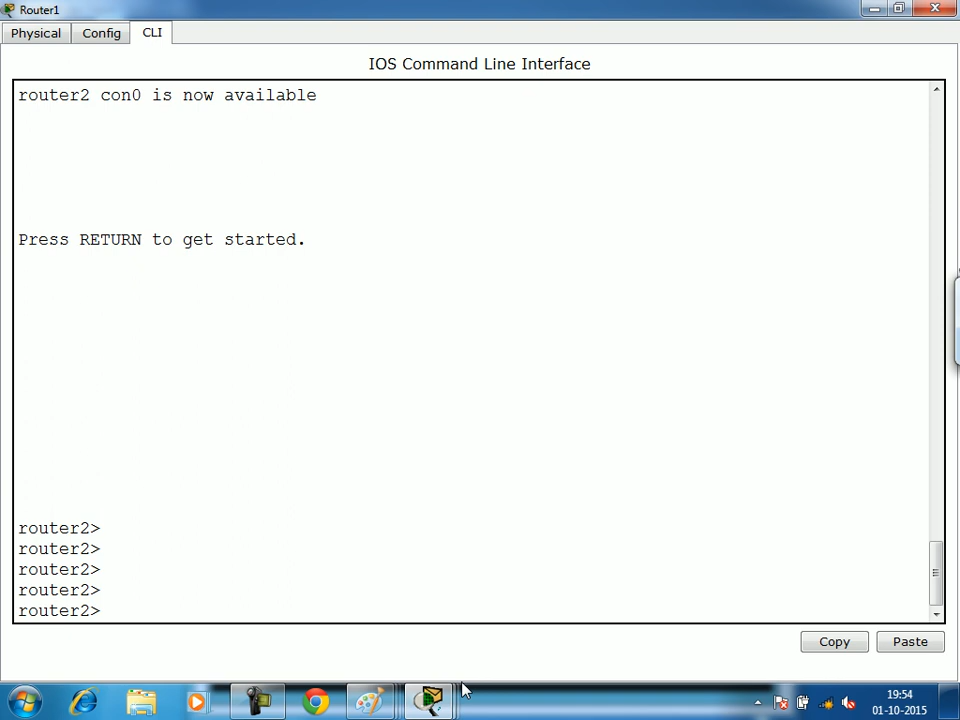 Router1
Physical
Config
CLI
IOS Command Line Interface
router2 con0 is now available
Press RETURN to get started.
router2>
router2>
router2>
router2>
router2>
Copy
Paste
19:54
01-10-2015